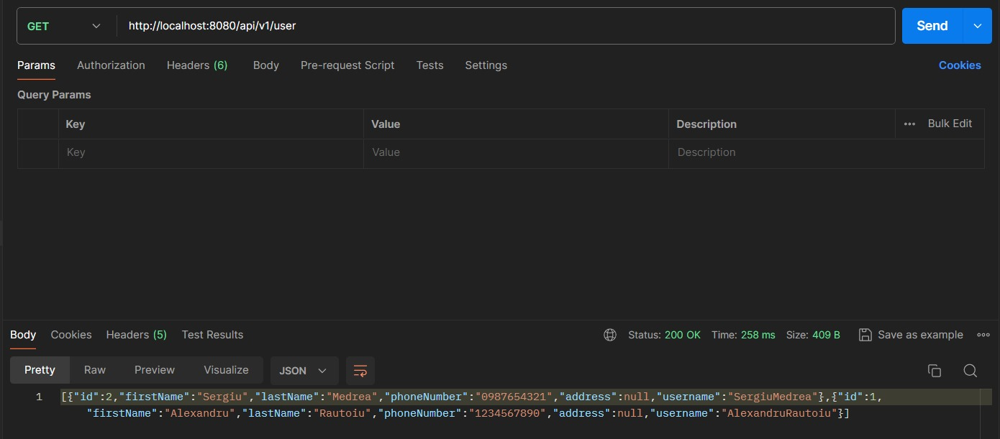 GET http://localhost:8080/api/v1/user Send
Params Authorization Headers (6) Body Pre-request Script Tests Settings Cookies
Query Params
Key Value Description Bulk Edit
Key Value Description
Body Cookies Headers (5) Test Results Status: 200 OK Time: 258 ms Size: 409 B Save as example
Pretty Raw Preview Visualize JSON
1 [{"id":2,"firstName":"Sergiu","lastName":"Medrea","phoneNumber":"0987654321","address":null,"username":"SergiuMedrea"},{"id":1,
"firstName":"Alexandru","lastName":"Rautoiu","phoneNumber":"1234567890","address":null,"username":"AlexandruRautoiu"}]